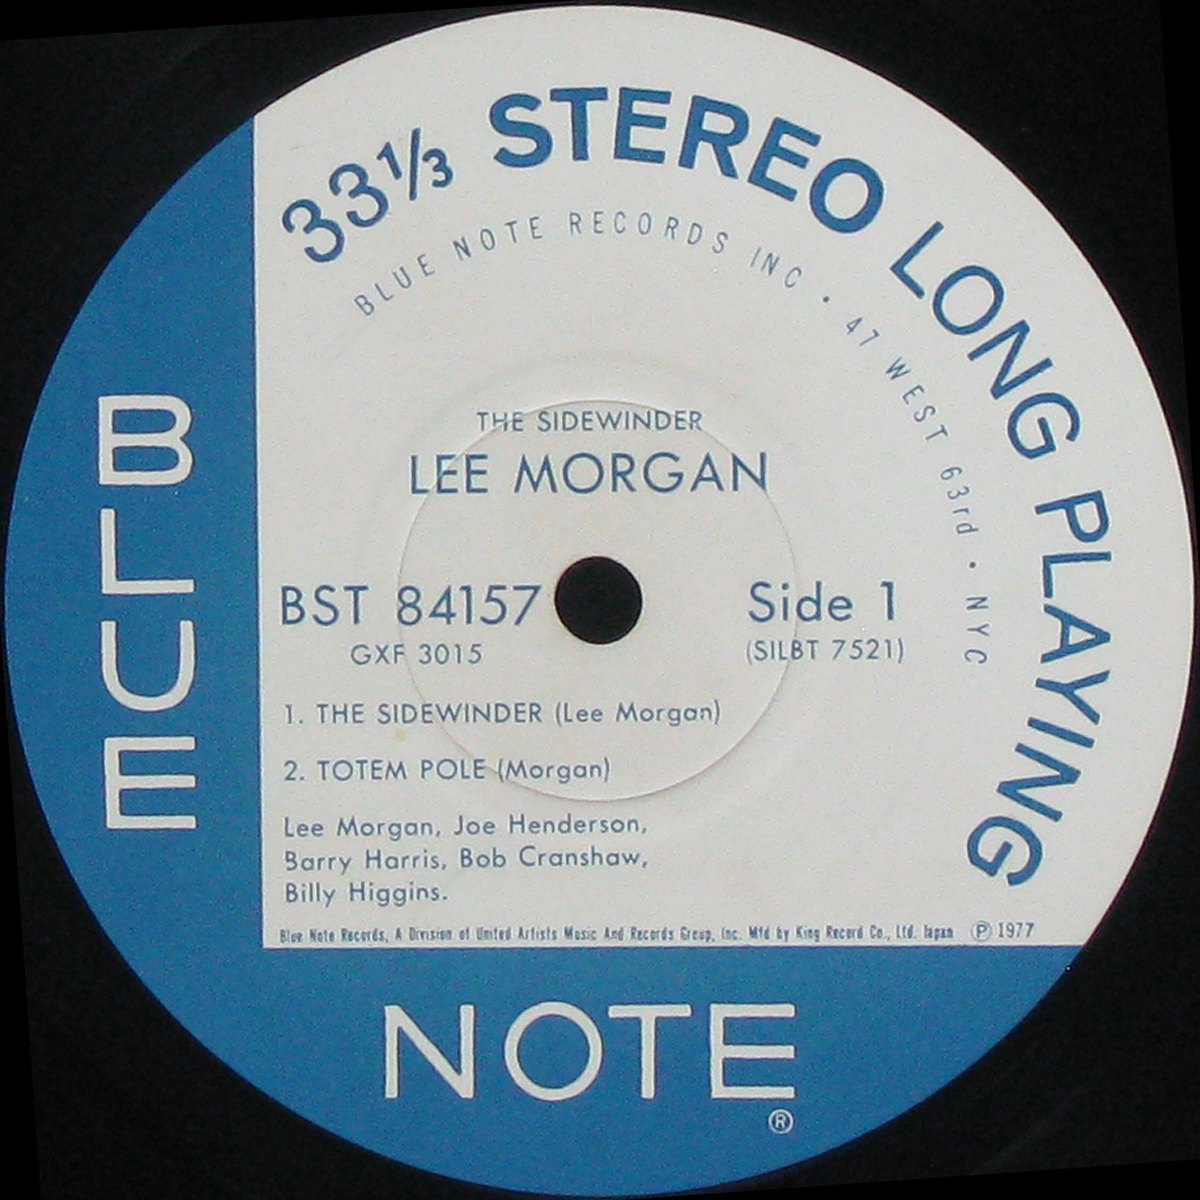 33⅓ STEREO LONG PLAYING
BLUE NOTE RECORDS INC · 47 WEST 63rd · NYC
THE SIDEWINDER
LEE MORGAN
BST 84157
GXF 3015
Side 1
(SILBT 7521)
1. THE SIDEWINDER (Lee Morgan)
2. TOTEM POLE (Morgan)
Lee Morgan, Joe Henderson,
Barry Harris, Bob Cranshaw,
Billy Higgins.
Blue Note Records, A Division of United Artists Music And Records Group, Inc. Mfd by King Record Co., Ltd. Japan ℗ 1977
BLUE
NOTE
®